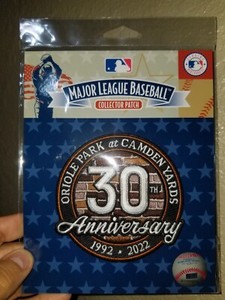 MAJOR LEAGUE BASEBALL
COLLECTOR PATCH
ORIOLE PARK at CAMDEN YARDS
30TH
Anniversary
1992 • 2022